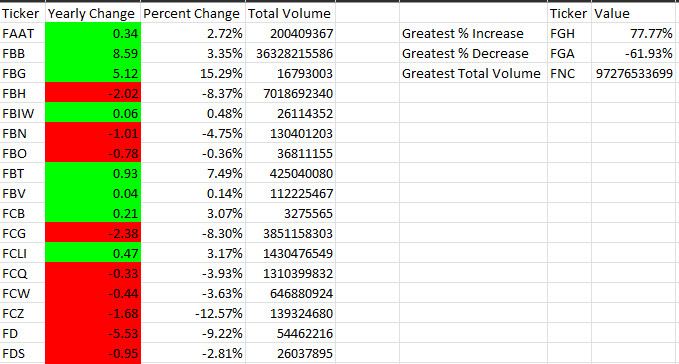 Ticker Yearly Change Percent Change Total Volume Ticker Value
FAAT 0.34 2.72% 200409367 Greatest % Increase FGH 77.77%
FBB 8.59 3.35% 36328215586 Greatest % Decrease FGA -61.93%
FBG 5.12 15.29% 16793003 Greatest Total Volume FNC 97276533699
FBH -2.02 -8.37% 7018692340
FBIW 0.06 0.48% 26114352
FBN -1.01 -4.75% 130401203
FBO -0.78 -0.36% 36811155
FBT 0.93 7.49% 425040080
FBV 0.04 0.14% 112225467
FCB 0.21 3.07% 3275565
FCG -2.38 -8.30% 3851158303
FCLI 0.47 3.17% 1430476549
FCQ -0.33 -3.93% 1310399832
FCW -0.44 -3.63% 646880924
FCZ -1.68 -12.57% 139324680
FD -5.53 -9.22% 54462216
FDS -0.95 -2.81% 26037895